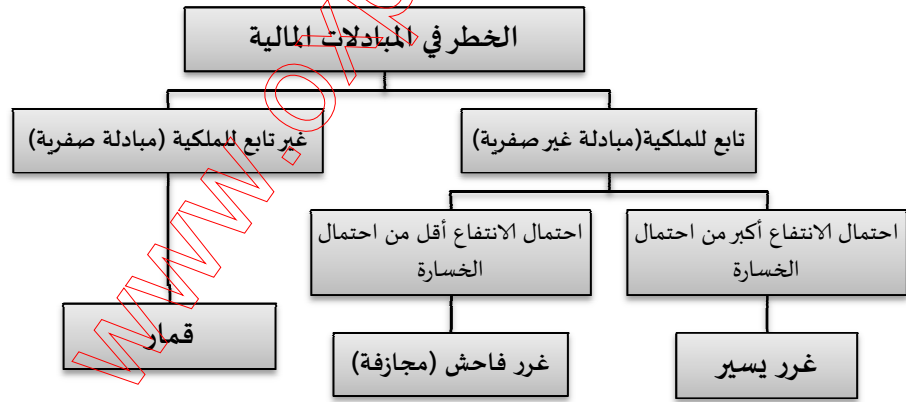 الخطر في المبادلات المالية
تابع للملكية (مبادلة غير صفرية)
غير تابع للملكية (مبادلة صفرية)
احتمال الانتفاع أكبر من احتمال
الخسارة
احتمال الانتفاع أقل من احتمال
الخسارة
غرر يسير
غرر فاحش (مجازفة)
قمار